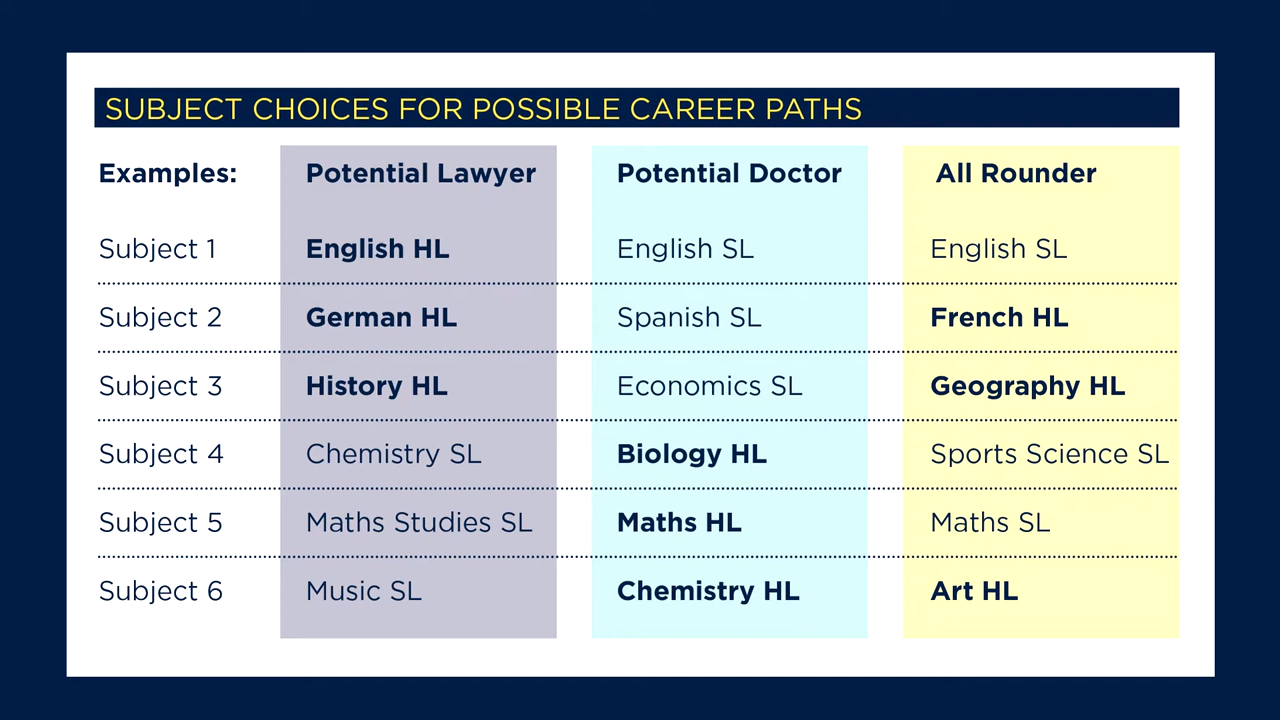 SUBJECT CHOICES FOR POSSIBLE CAREER PATHS
Examples: Potential Lawyer Potential Doctor All Rounder
Subject 1 English HL English SL English SL
Subject 2 German HL Spanish SL French HL
Subject 3 History HL Economics SL Geography HL
Subject 4 Chemistry SL Biology HL Sports Science SL
Subject 5 Maths Studies SL Maths HL Maths SL
Subject 6 Music SL Chemistry HL Art HL